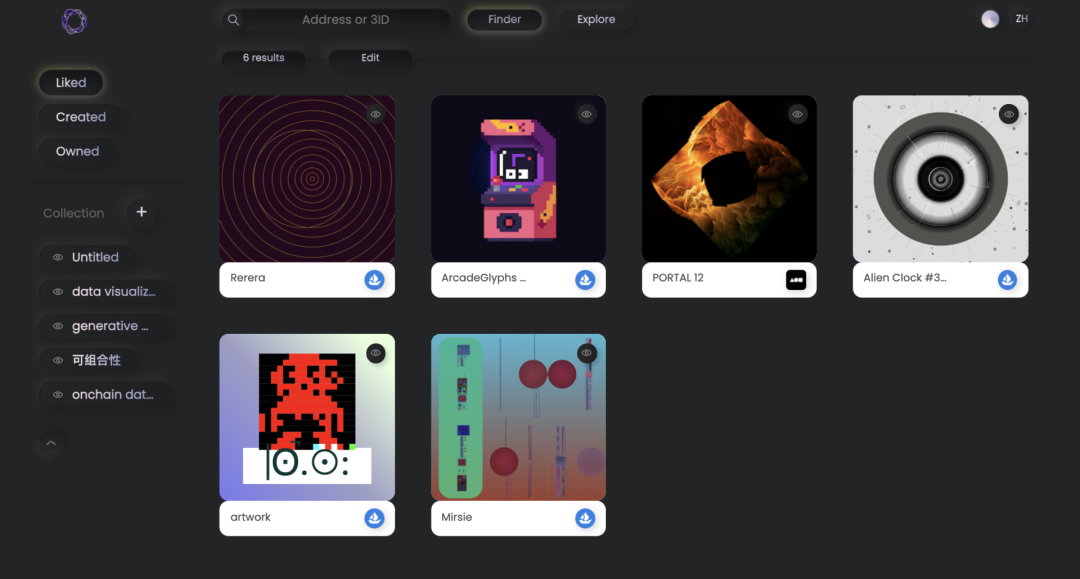 Address or 3ID
Finder
Explore
ZH
6 results
Edit
Liked
Created
Owned
Collection
+
Untitled
data visualiz...
generative ...
可组合性
onchain dat...
Rerera
ArcadeGlyphs ...
PORTAL 12
Alien Clock #3...
artwork
Mirsie